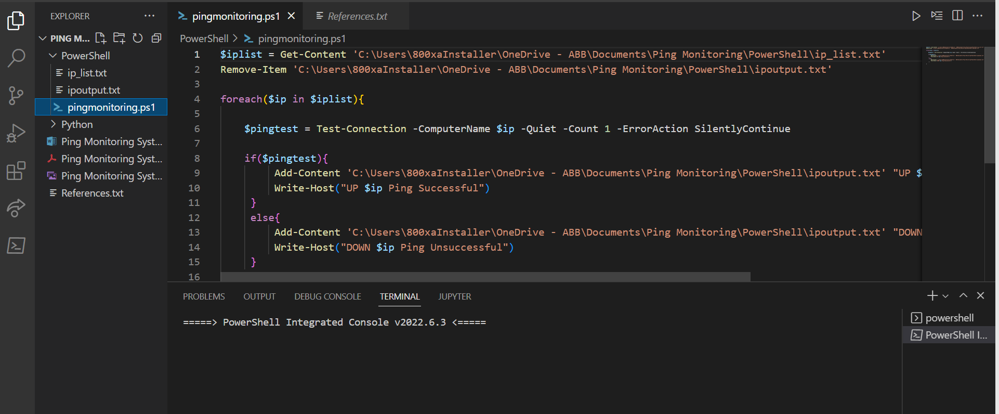 EXPLORER
PING M...
PowerShell
ip_list.txt
ipoutput.txt
pingmonitoring.ps1
Python
Ping Monitoring Syst...
Ping Monitoring Syst...
Ping Monitoring Syst...
References.txt
pingmonitoring.ps1
References.txt
PowerShell > pingmonitoring.ps1
1 $iplist = Get-Content 'C:\Users\800xaInstaller\OneDrive - ABB\Documents\Ping Monitoring\PowerShell\ip_list.txt'
2 Remove-Item 'C:\Users\800xaInstaller\OneDrive - ABB\Documents\Ping Monitoring\PowerShell\ipoutput.txt'
3
4 foreach($ip in $iplist){
5
6 $pingtest = Test-Connection -ComputerName $ip -Quiet -Count 1 -ErrorAction SilentlyContinue
7
8 if($pingtest){
9 Add-Content 'C:\Users\800xaInstaller\OneDrive - ABB\Documents\Ping Monitoring\PowerShell\ipoutput.txt' "UP $
10 Write-Host("UP $ip Ping Successful")
11 }
12 else{
13 Add-Content 'C:\Users\800xaInstaller\OneDrive - ABB\Documents\Ping Monitoring\PowerShell\ipoutput.txt' "DOWN
14 Write-Host("DOWN $ip Ping Unsuccessful")
15 }
16
PROBLEMS OUTPUT DEBUG CONSOLE TERMINAL JUPYTER
=====> PowerShell Integrated Console v2022.6.3 <=====
powershell
PowerShell I...